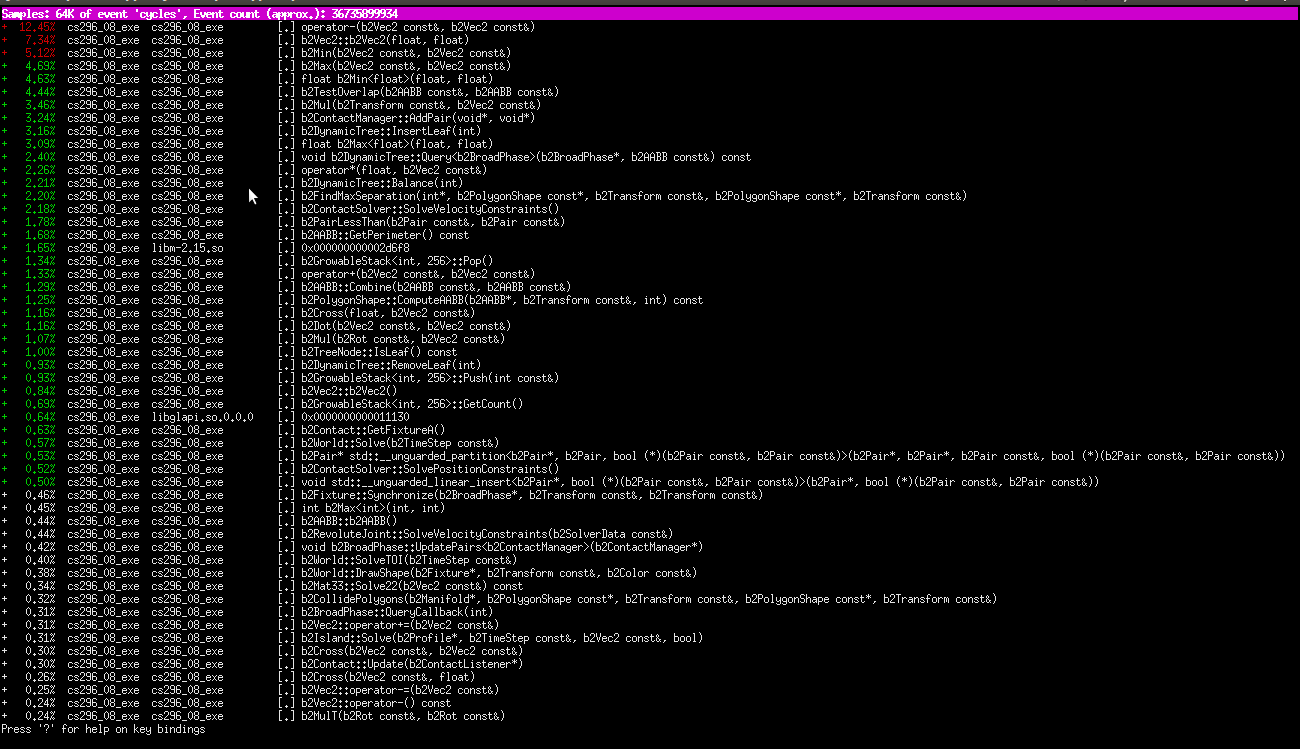 Samples: 64K of event 'cycles', Event count (approx.): 36735899934
+ 12.45% cs296_08_exe cs296_08_exe [.] operator-(b2Vec2 const&, b2Vec2 const&)
+ 7.34% cs296_08_exe cs296_08_exe [.] b2Vec2::b2Vec2(float, float)
+ 5.12% cs296_08_exe cs296_08_exe [.] b2Min(b2Vec2 const&, b2Vec2 const&)
+ 4.69% cs296_08_exe cs296_08_exe [.] b2Max(b2Vec2 const&, b2Vec2 const&)
+ 4.63% cs296_08_exe cs296_08_exe [.] float b2Min<float>(float, float)
+ 4.44% cs296_08_exe cs296_08_exe [.] b2TestOverlap(b2AABB const&, b2AABB const&)
+ 3.46% cs296_08_exe cs296_08_exe [.] b2Mul(b2Transform const&, b2Vec2 const&)
+ 3.24% cs296_08_exe cs296_08_exe [.] b2ContactManager::AddPair(void*, void*)
+ 3.16% cs296_08_exe cs296_08_exe [.] b2DynamicTree::InsertLeaf(int)
+ 3.09% cs296_08_exe cs296_08_exe [.] float b2Max<float>(float, float)
+ 2.40% cs296_08_exe cs296_08_exe [.] void b2DynamicTree::Query<b2BroadPhase>(b2BroadPhase*, b2AABB const&) const
+ 2.26% cs296_08_exe cs296_08_exe [.] operator*(float, b2Vec2 const&)
+ 2.21% cs296_08_exe cs296_08_exe [.] b2DynamicTree::Balance(int)
+ 2.20% cs296_08_exe cs296_08_exe [.] b2FindMaxSeparation(int*, b2PolygonShape const*, b2Transform const&, b2PolygonShape const*, b2Transform const&)
+ 2.18% cs296_08_exe cs296_08_exe [.] b2ContactSolver::SolveVelocityConstraints()
+ 1.78% cs296_08_exe cs296_08_exe [.] b2PairLessThan(b2Pair const&, b2Pair const&)
+ 1.68% cs296_08_exe cs296_08_exe [.] b2AABB::GetPerimeter() const
+ 1.65% cs296_08_exe libm-2.15.so [.] 0x000000000002d6f8
+ 1.34% cs296_08_exe cs296_08_exe [.] b2GrowableStack<int, 256>::Pop()
+ 1.33% cs296_08_exe cs296_08_exe [.] operator+(b2Vec2 const&, b2Vec2 const&)
+ 1.29% cs296_08_exe cs296_08_exe [.] b2AABB::Combine(b2AABB const&, b2AABB const&)
+ 1.25% cs296_08_exe cs296_08_exe [.] b2PolygonShape::ComputeAABB(b2AABB*, b2Transform const&, int) const
+ 1.16% cs296_08_exe cs296_08_exe [.] b2Cross(float, b2Vec2 const&)
+ 1.16% cs296_08_exe cs296_08_exe [.] b2Dot(b2Vec2 const&, b2Vec2 const&)
+ 1.07% cs296_08_exe cs296_08_exe [.] b2Mul(b2Rot const&, b2Vec2 const&)
+ 1.00% cs296_08_exe cs296_08_exe [.] b2TreeNode::IsLeaf() const
+ 0.93% cs296_08_exe cs296_08_exe [.] b2DynamicTree::RemoveLeaf(int)
+ 0.93% cs296_08_exe cs296_08_exe [.] b2GrowableStack<int, 256>::Push(int const&)
+ 0.84% cs296_08_exe cs296_08_exe [.] b2Vec2::b2Vec2()
+ 0.69% cs296_08_exe cs296_08_exe [.] b2GrowableStack<int, 256>::GetCount()
+ 0.64% cs296_08_exe libglapi.so.0.0.0 [.] 0x0000000000011130
+ 0.63% cs296_08_exe cs296_08_exe [.] b2Contact::GetFixtureA()
+ 0.57% cs296_08_exe cs296_08_exe [.] b2World::Solve(b2TimeStep const&)
+ 0.53% cs296_08_exe cs296_08_exe [.] b2Pair* std::__unguarded_partition<b2Pair*, b2Pair, bool (*)(b2Pair const&, b2Pair const&)>(b2Pair*, b2Pair*, b2Pair const&, bool (*)(b2Pair const&, b2Pair const&))
+ 0.52% cs296_08_exe cs296_08_exe [.] b2ContactSolver::SolvePositionConstraints()
+ 0.50% cs296_08_exe cs296_08_exe [.] void std::__unguarded_linear_insert<b2Pair*, bool (*)(b2Pair const&, b2Pair const&)>(b2Pair*, bool (*)(b2Pair const&, b2Pair const&))
+ 0.46% cs296_08_exe cs296_08_exe [.] b2Fixture::Synchronize(b2BroadPhase*, b2Transform const&, b2Transform const&)
+ 0.45% cs296_08_exe cs296_08_exe [.] int b2Max<int>(int, int)
+ 0.44% cs296_08_exe cs296_08_exe [.] b2AABB::b2AABB()
+ 0.44% cs296_08_exe cs296_08_exe [.] b2RevoluteJoint::SolveVelocityConstraints(b2SolverData const&)
+ 0.42% cs296_08_exe cs296_08_exe [.] void b2BroadPhase::UpdatePairs<b2ContactManager>(b2ContactManager*)
+ 0.40% cs296_08_exe cs296_08_exe [.] b2World::SolveTOI(b2TimeStep const&)
+ 0.38% cs296_08_exe cs296_08_exe [.] b2World::DrawShape(b2Fixture*, b2Transform const&, b2Color const&)
+ 0.34% cs296_08_exe cs296_08_exe [.] b2Mat33::Solve22(b2Vec2 const&) const
+ 0.32% cs296_08_exe cs296_08_exe [.] b2CollidePolygons(b2Manifold*, b2PolygonShape const*, b2Transform const&, b2PolygonShape const*, b2Transform const&)
+ 0.31% cs296_08_exe cs296_08_exe [.] b2BroadPhase::QueryCallback(int)
+ 0.31% cs296_08_exe cs296_08_exe [.] b2Vec2::operator+=(b2Vec2 const&)
+ 0.31% cs296_08_exe cs296_08_exe [.] b2Island::Solve(b2Profile*, b2TimeStep const&, b2Vec2 const&, bool)
+ 0.30% cs296_08_exe cs296_08_exe [.] b2Cross(b2Vec2 const&, b2Vec2 const&)
+ 0.30% cs296_08_exe cs296_08_exe [.] b2Contact::Update(b2ContactListener*)
+ 0.26% cs296_08_exe cs296_08_exe [.] b2Cross(b2Vec2 const&, float)
+ 0.25% cs296_08_exe cs296_08_exe [.] b2Vec2::operator-=(b2Vec2 const&)
+ 0.24% cs296_08_exe cs296_08_exe [.] b2Vec2::operator-() const
+ 0.24% cs296_08_exe cs296_08_exe [.] b2MulT(b2Rot const&, b2Rot const&)
Press '?' for help on key bindings